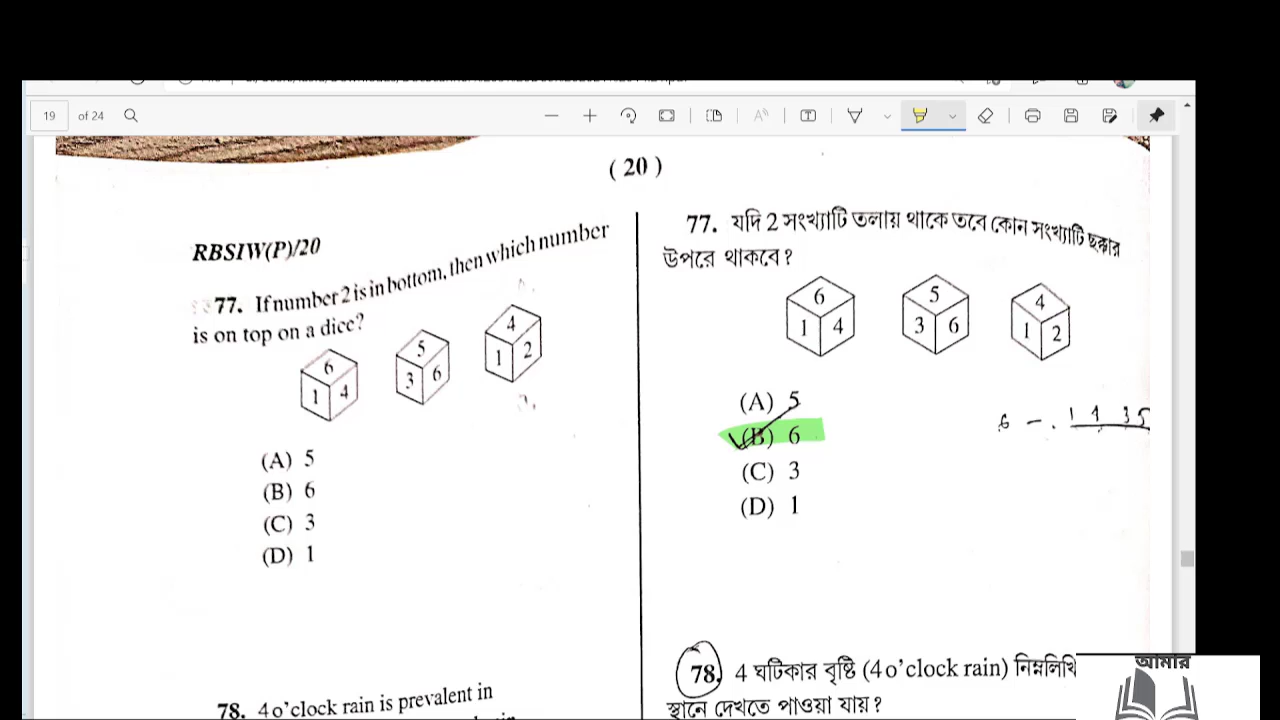 19 of 24
( 20 )
RBSIW(P)/20
77. If number 2 is in bottom, then which number
is on top on a dice?
6
1 4
5
3 6
4
1 2
(A) 5
(B) 6
(C) 3
(D) 1
78. 4 o'clock rain is prevalent in
77. যদি 2 সংখ্যাটি তলায় থাকে তবে কোন সংখ্যাটি ছক্কার
উপরে থাকবে?
6
1 4
5
3 6
4
1 2
(A) 5
(B) 6
(C) 3
(D) 1
6 – 1 4 3 5
78. 4 ঘটিকার বৃষ্টি (4 o'clock rain) নিম্নলিখি
স্থানে দেখতে পাওয়া যায়?
আমার